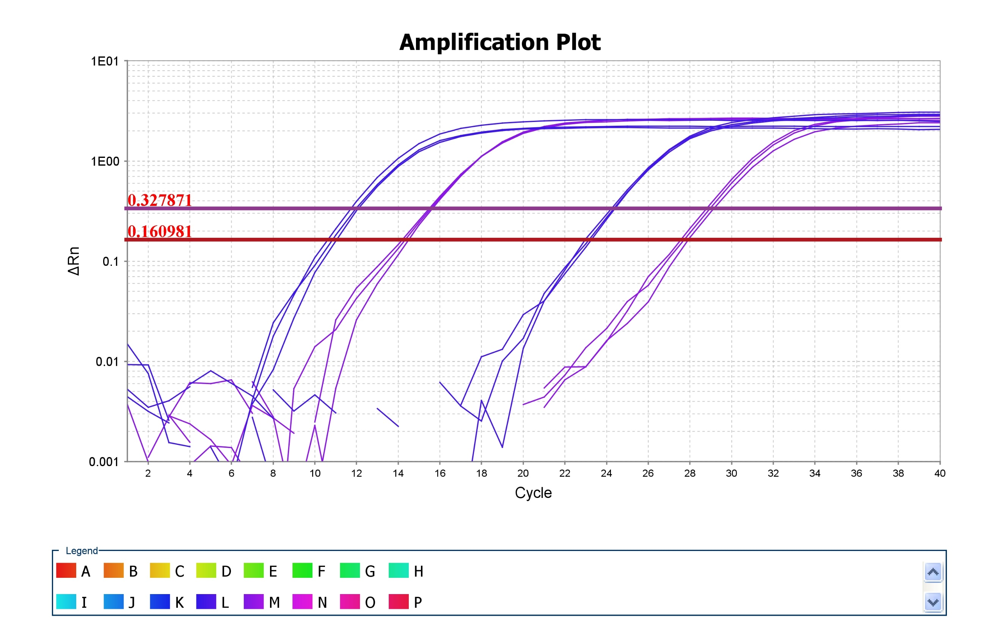 Amplification Plot
1E01
1E00
0.327871
0.160981
ΔRn
0.1
0.01
0.001
2 4 6 8 10 12 14 16 18 20 22 24 26 28 30 32 34 36 38 40
Cycle
Legend
A B C D E F G H
I J K L M N O P